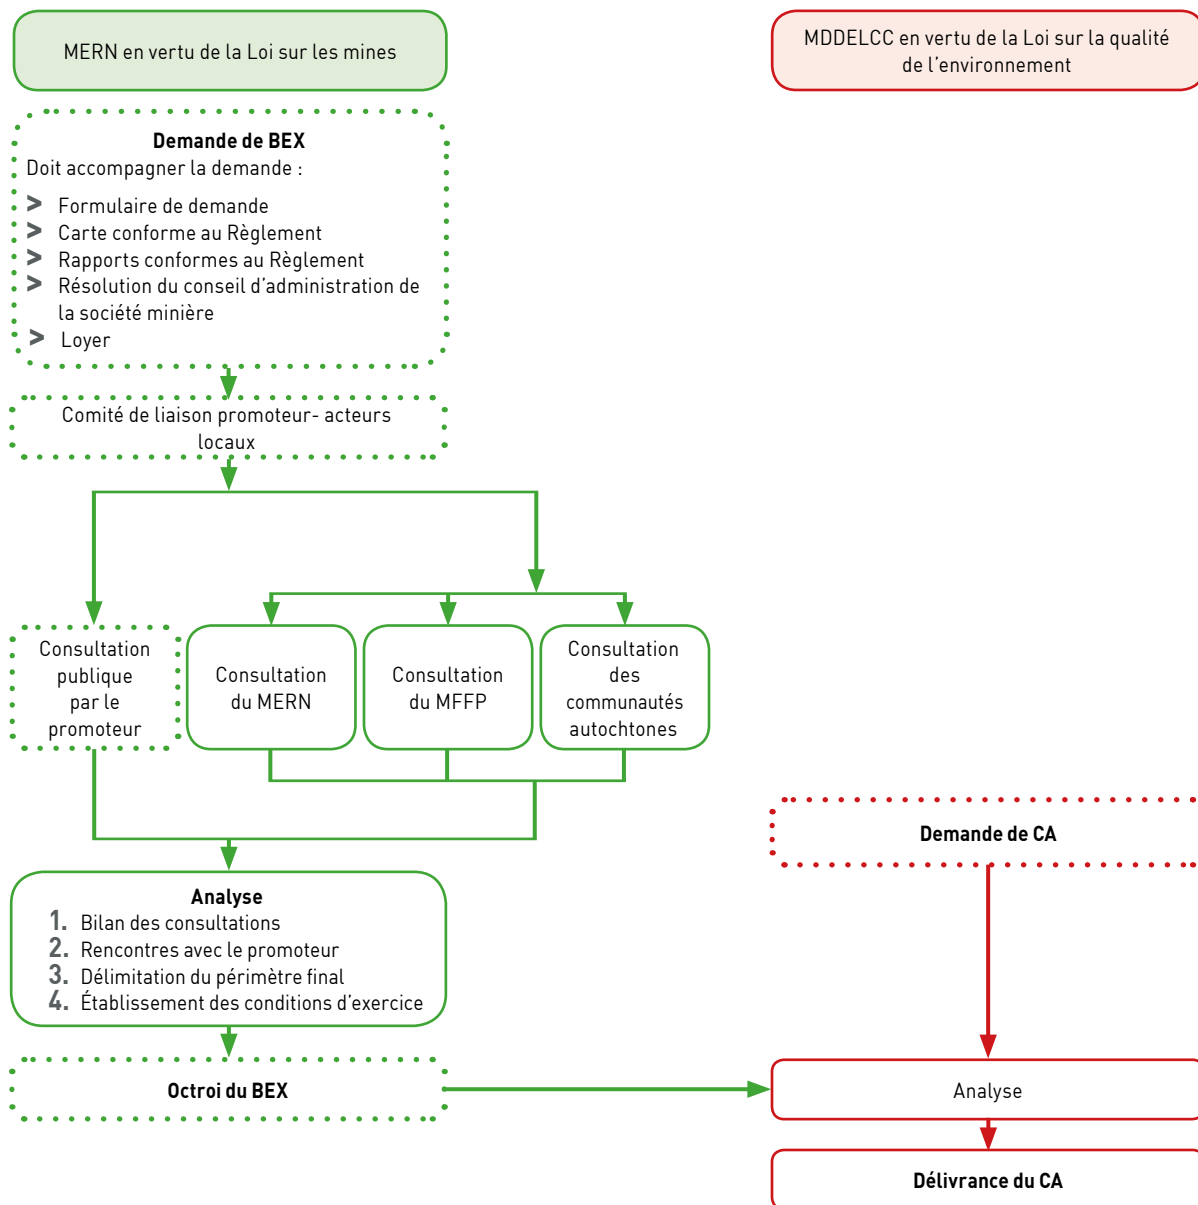 MERN en vertu de la Loi sur les mines
MDDELCC en vertu de la Loi sur la qualité
de l’environnement
Demande de BEX
Doit accompagner la demande :
> Formulaire de demande
> Carte conforme au Règlement
> Rapports conformes au Règlement
> Résolution du conseil d’administration de
la société minière
> Loyer
Comité de liaison promoteur- acteurs
locaux
Consultation
publique
par le
promoteur
Consultation
du MERN
Consultation
du MFFP
Consultation
des
communautés
autochtones
Demande de CA
Analyse
1. Bilan des consultations
2. Rencontres avec le promoteur
3. Délimitation du périmètre final
4. Établissement des conditions d’exercice
Octroi du BEX
Analyse
Délivrance du CA